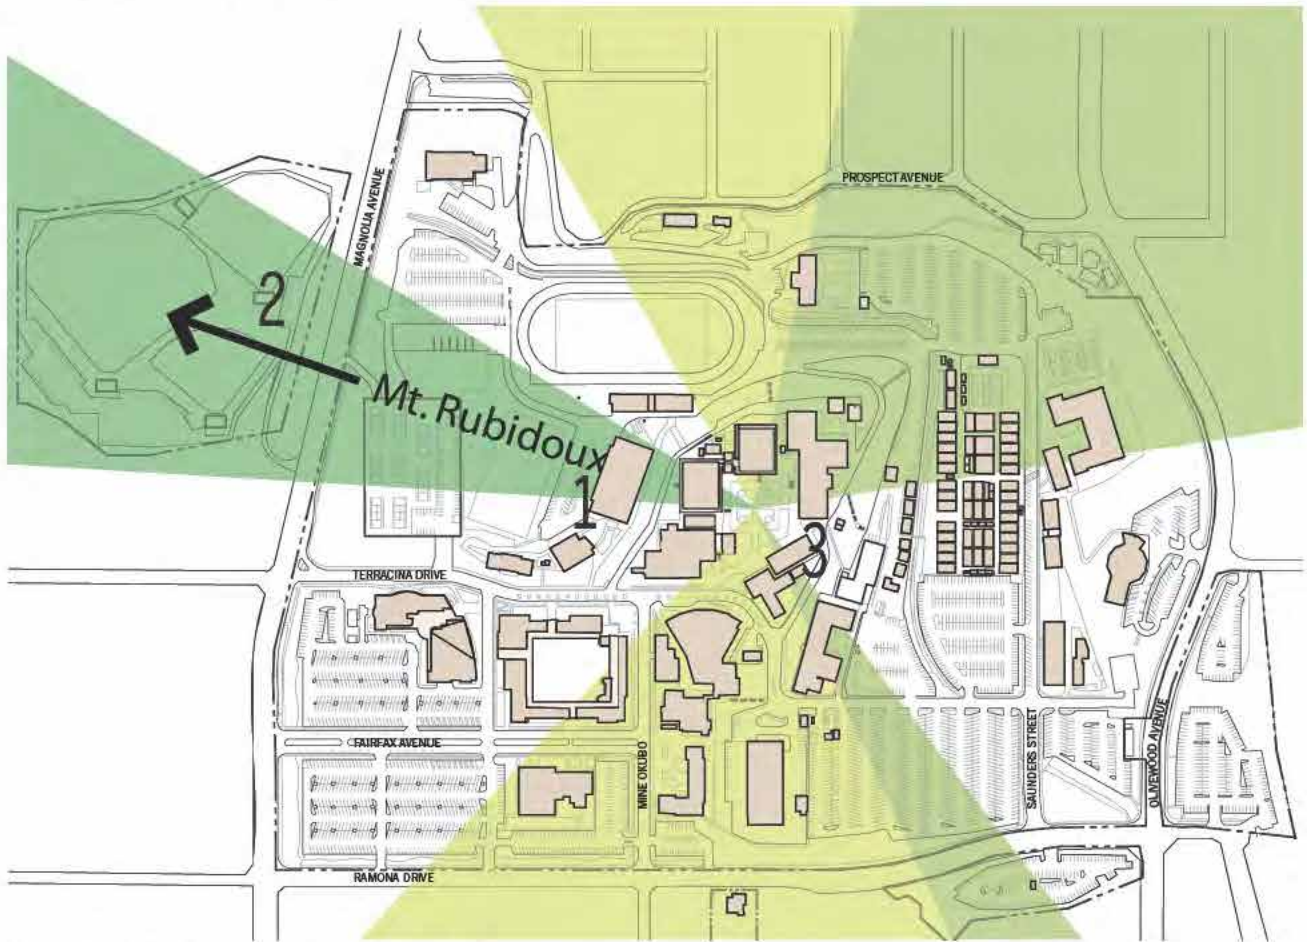 PROSPECT AVENUE
MAGNOLIA AVENUE
2
Mt. Rubidoux
1
3
TERRACINA DRIVE
FAIRFAX AVENUE
MINE OKUBO
SAUNDERS STREET
OLIVEWOOD AVENUE
RAMONA DRIVE